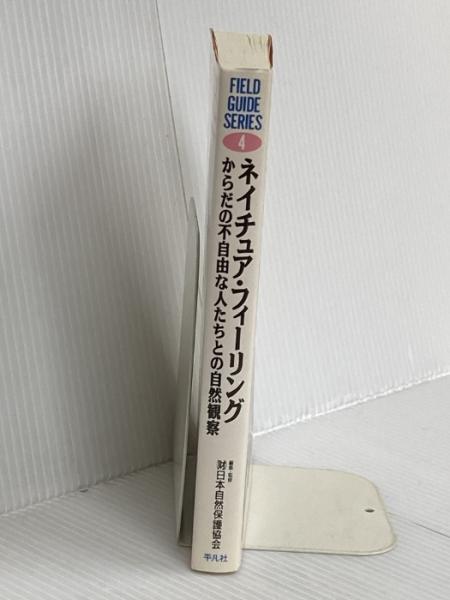 FIELD
GUIDE
SERIES
4
ネイチュア・フィーリング
からだの不自由な人たちとの自然観察
編集・監修
㈶日本自然保護協会
平凡社